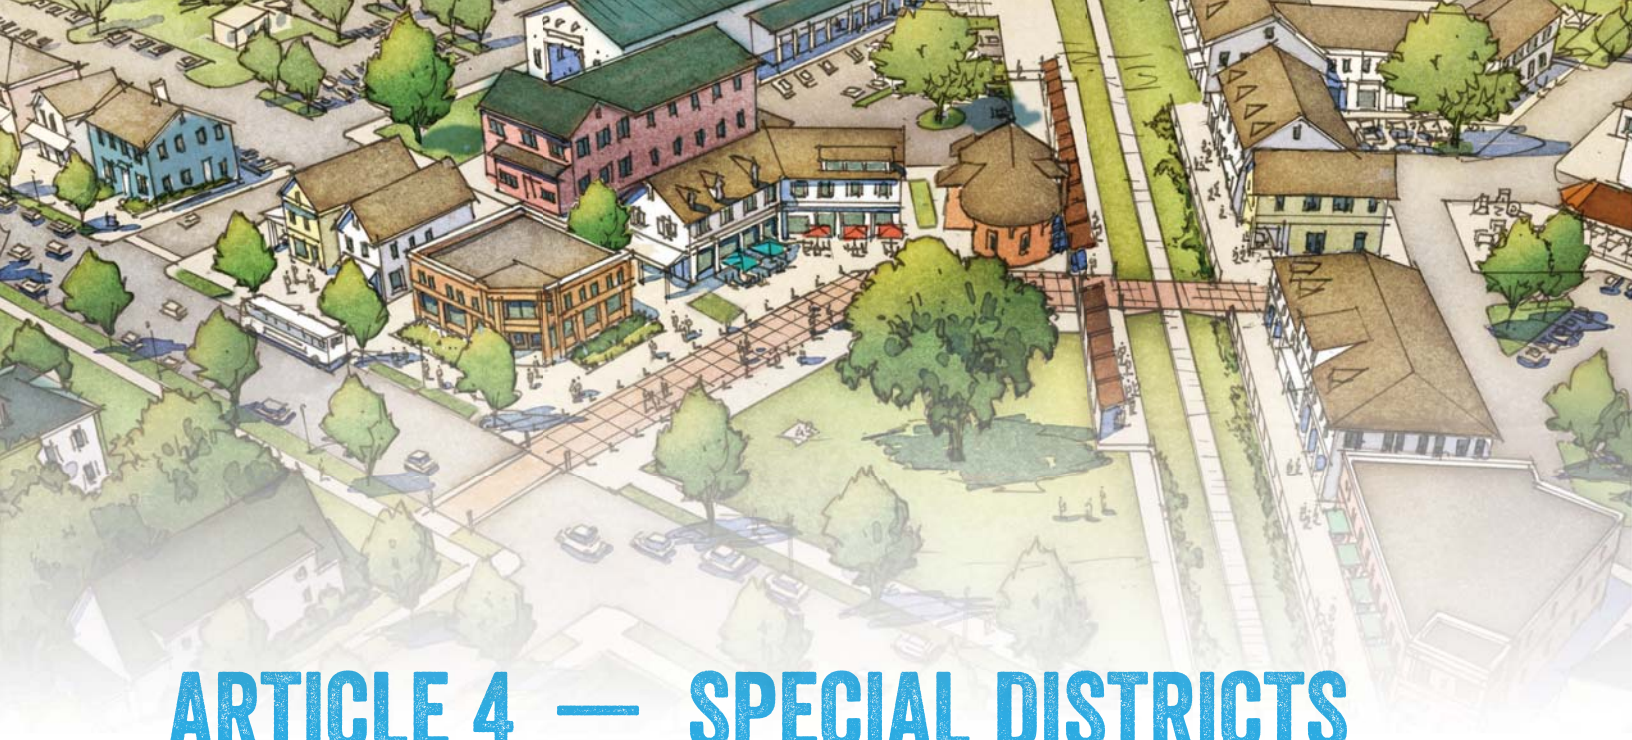 ARTICLE 4 — SPECIAL DISTRICTS